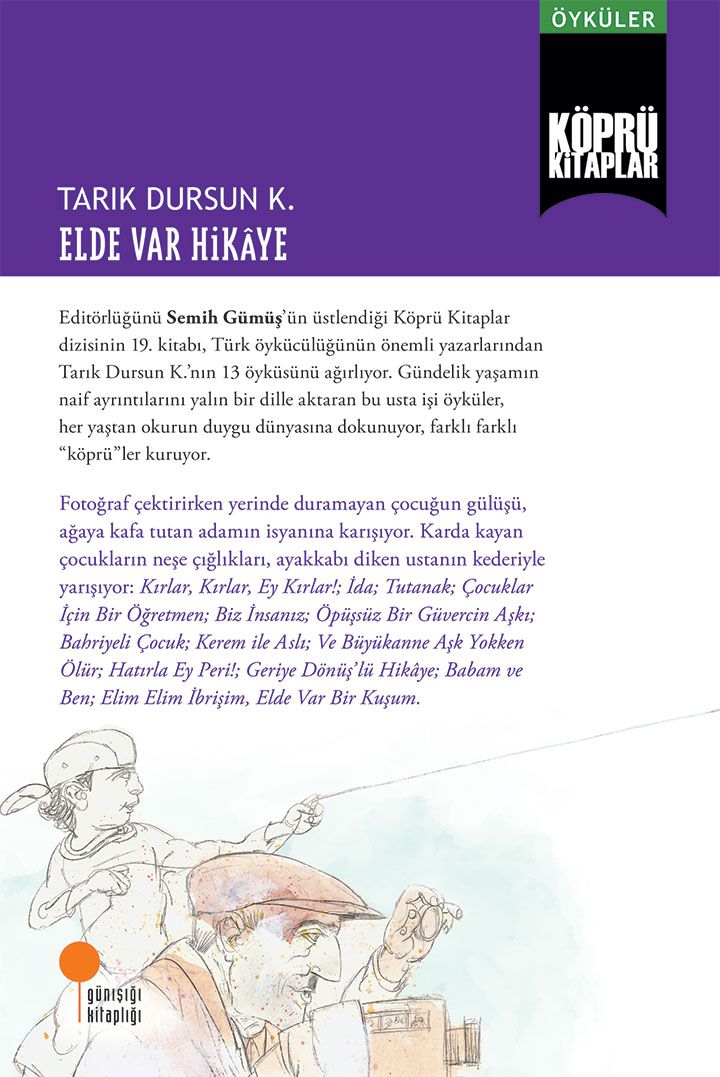 ÖYKÜLER
KÖPRÜ
KiTAPLAR
TARIK DURSUN K.
ELDE VAR HiKÂYE
Editörlüğünü Semih Gümüş’ün üstlendiği Köprü Kitaplar
dizisinin 19. kitabı, Türk öykücülüğünün önemli yazarlarından
Tarık Dursun K.’nın 13 öyküsünü ağırlıyor. Gündelik yaşamın
naif ayrıntılarını yalın bir dille aktaran bu usta işi öyküler,
her yaştan okurun duygu dünyasına dokunuyor, farklı farklı
“köprü”ler kuruyor.
Fotoğraf çektirirken yerinde duramayan çocuğun gülüşü,
ağaya kafa tutan adamın isyanına karışıyor. Karda kayan
çocukların neşe çığlıkları, ayakkabı diken ustanın kederiyle
yarışıyor: Kırlar, Kırlar, Ey Kırlar!; İda; Tutanak; Çocuklar
İçin Bir Öğretmen; Biz İnsanız; Öpüşsüz Bir Güvercin Aşkı;
Bahriyeli Çocuk; Kerem ile Aslı; Ve Büyükanne Aşk Yokken
Ölür; Hatırla Ey Peri!; Geriye Dönüş’lü Hikâye; Babam ve
Ben; Elim Elim İbrişim, Elde Var Bir Kuşum.
günışığı
kitaplığı